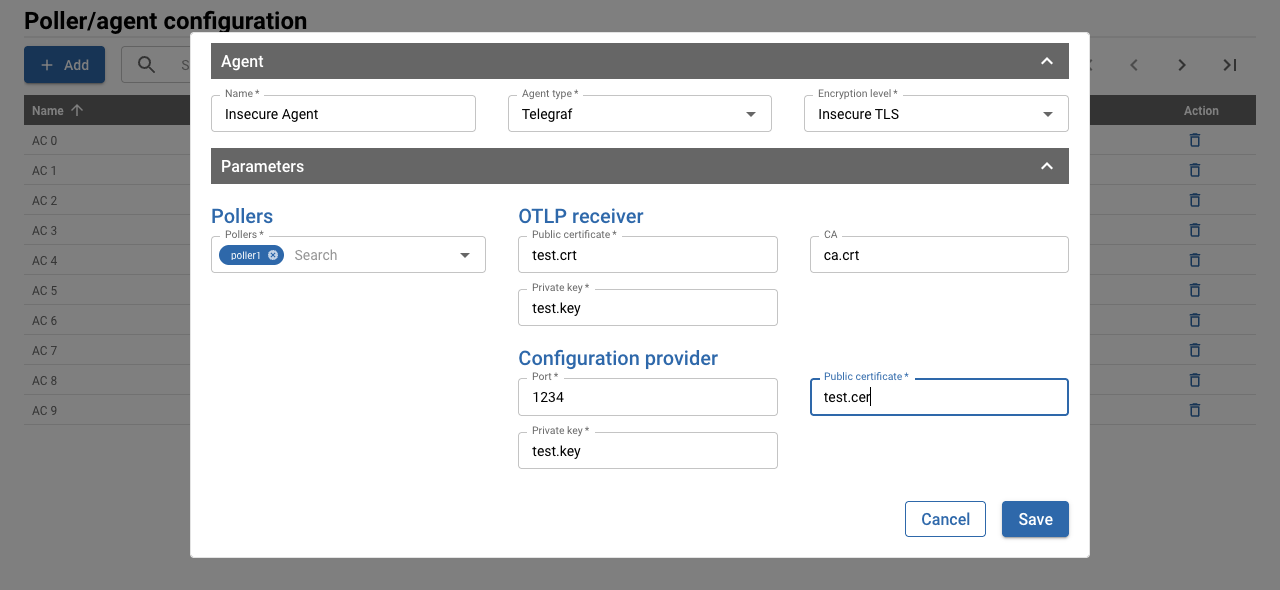 Poller/agent configuration
Add
S
Name
Action
AC 0
AC 1
AC 2
AC 3
AC 4
AC 5
AC 6
AC 7
AC 8
AC 9
Agent
Name *
Insecure Agent
Agent type *
Telegraf
Encryption level *
Insecure TLS
Parameters
Pollers
Pollers *
poller1
Search
OTLP receiver
Public certificate *
test.crt
CA
ca.crt
Private key *
test.key
Configuration provider
Port *
1234
Public certificate *
test.cer
Private key *
test.key
Cancel
Save